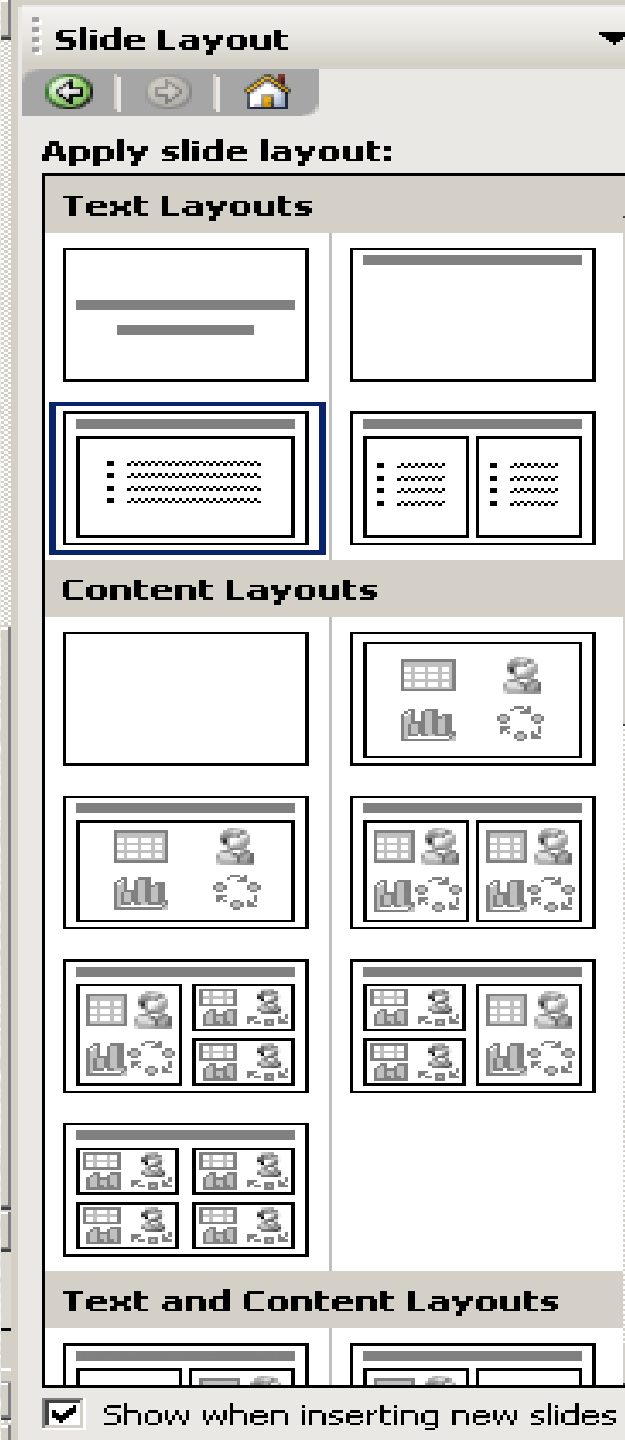 Slide Layout
Apply slide layout:
Text Layouts
Content Layouts
Text and Content Layouts
Show when inserting new slides